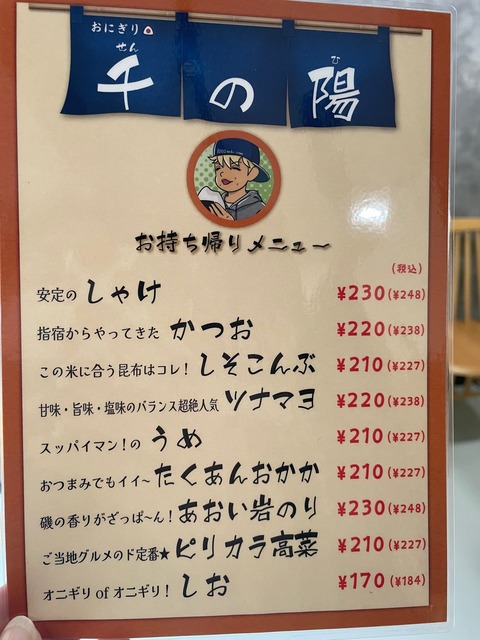 おにぎり
せん ひ
千の陽
お持ち帰りメニュー
(税込)
安定の しゃけ ¥230(¥248)
指宿からやってきた かつお ¥220(¥238)
この米に合う昆布はコレ! しそこんぶ ¥210(¥227)
甘味・旨味・塩味のバランス超絶人気 ツナマヨ ¥220(¥238)
スッパイマン!の うめ ¥210(¥227)
おつまみでもイイ~ たくあんおかか ¥210(¥227)
磯の香りがざっぱ~ん! あおい岩のり ¥230(¥248)
ご当地グルメのド定番★ ピリカラ高菜 ¥210(¥227)
オニギリ of オニギリ! しお ¥170(¥184)